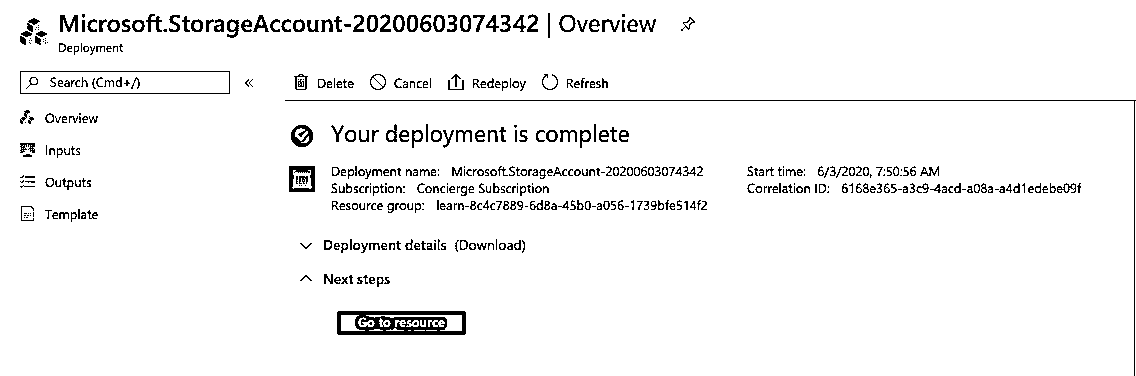 Microsoft.StorageAccount-20200603074342 | Overview
Deployment
Search (Cmd+/)
«
Delete
Cancel
Redeploy
Refresh
Overview
Inputs
Outputs
Template
Your deployment is complete
Deployment name: Microsoft.StorageAccount-20200603074342
Subscription: Concierge Subscription
Resource group: learn-8c4c7889-6d8a-45b0-a056-1739bfe514f2
Start time: 6/3/2020, 7:50:56 AM
Correlation ID: 6168e365-a3c9-4acd-a08a-a4d1edebe09f
Deployment details (Download)
Next steps
Go to resource